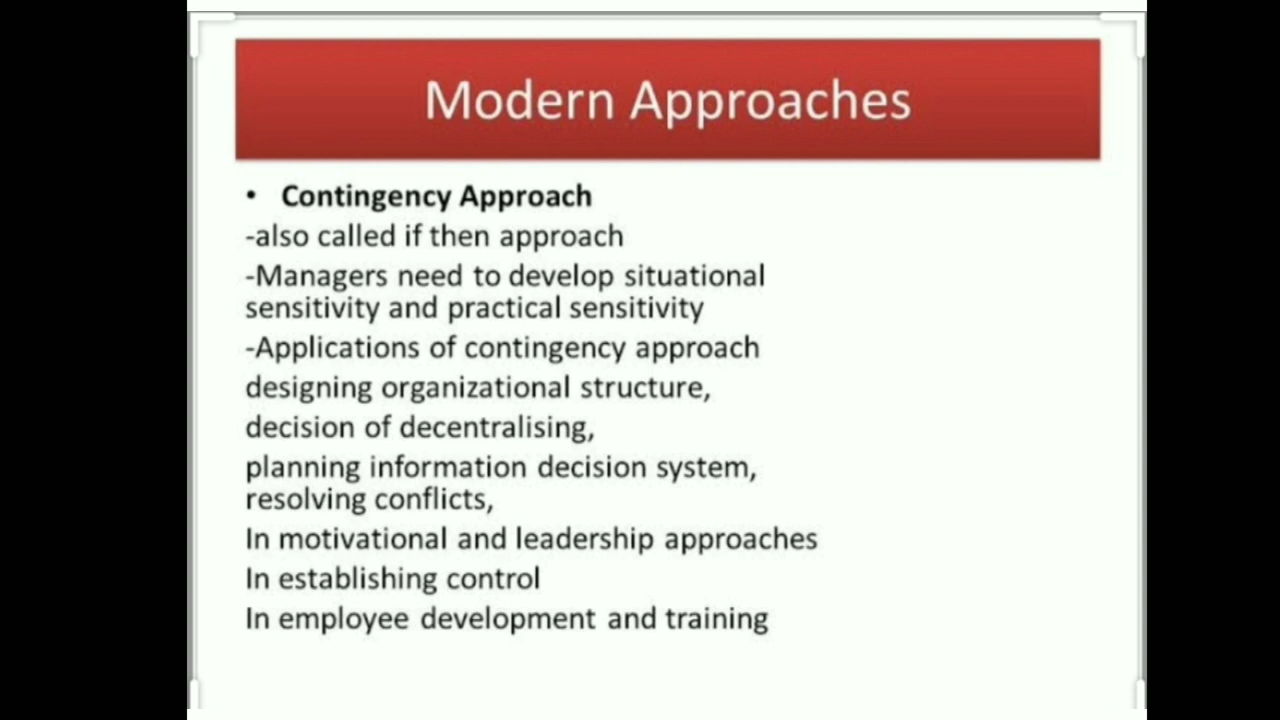 Modern Approaches
• Contingency Approach
-also called if then approach
-Managers need to develop situational
sensitivity and practical sensitivity
-Applications of contingency approach
designing organizational structure,
decision of decentralising,
planning information decision system,
resolving conflicts,
In motivational and leadership approaches
In establishing control
In employee development and training